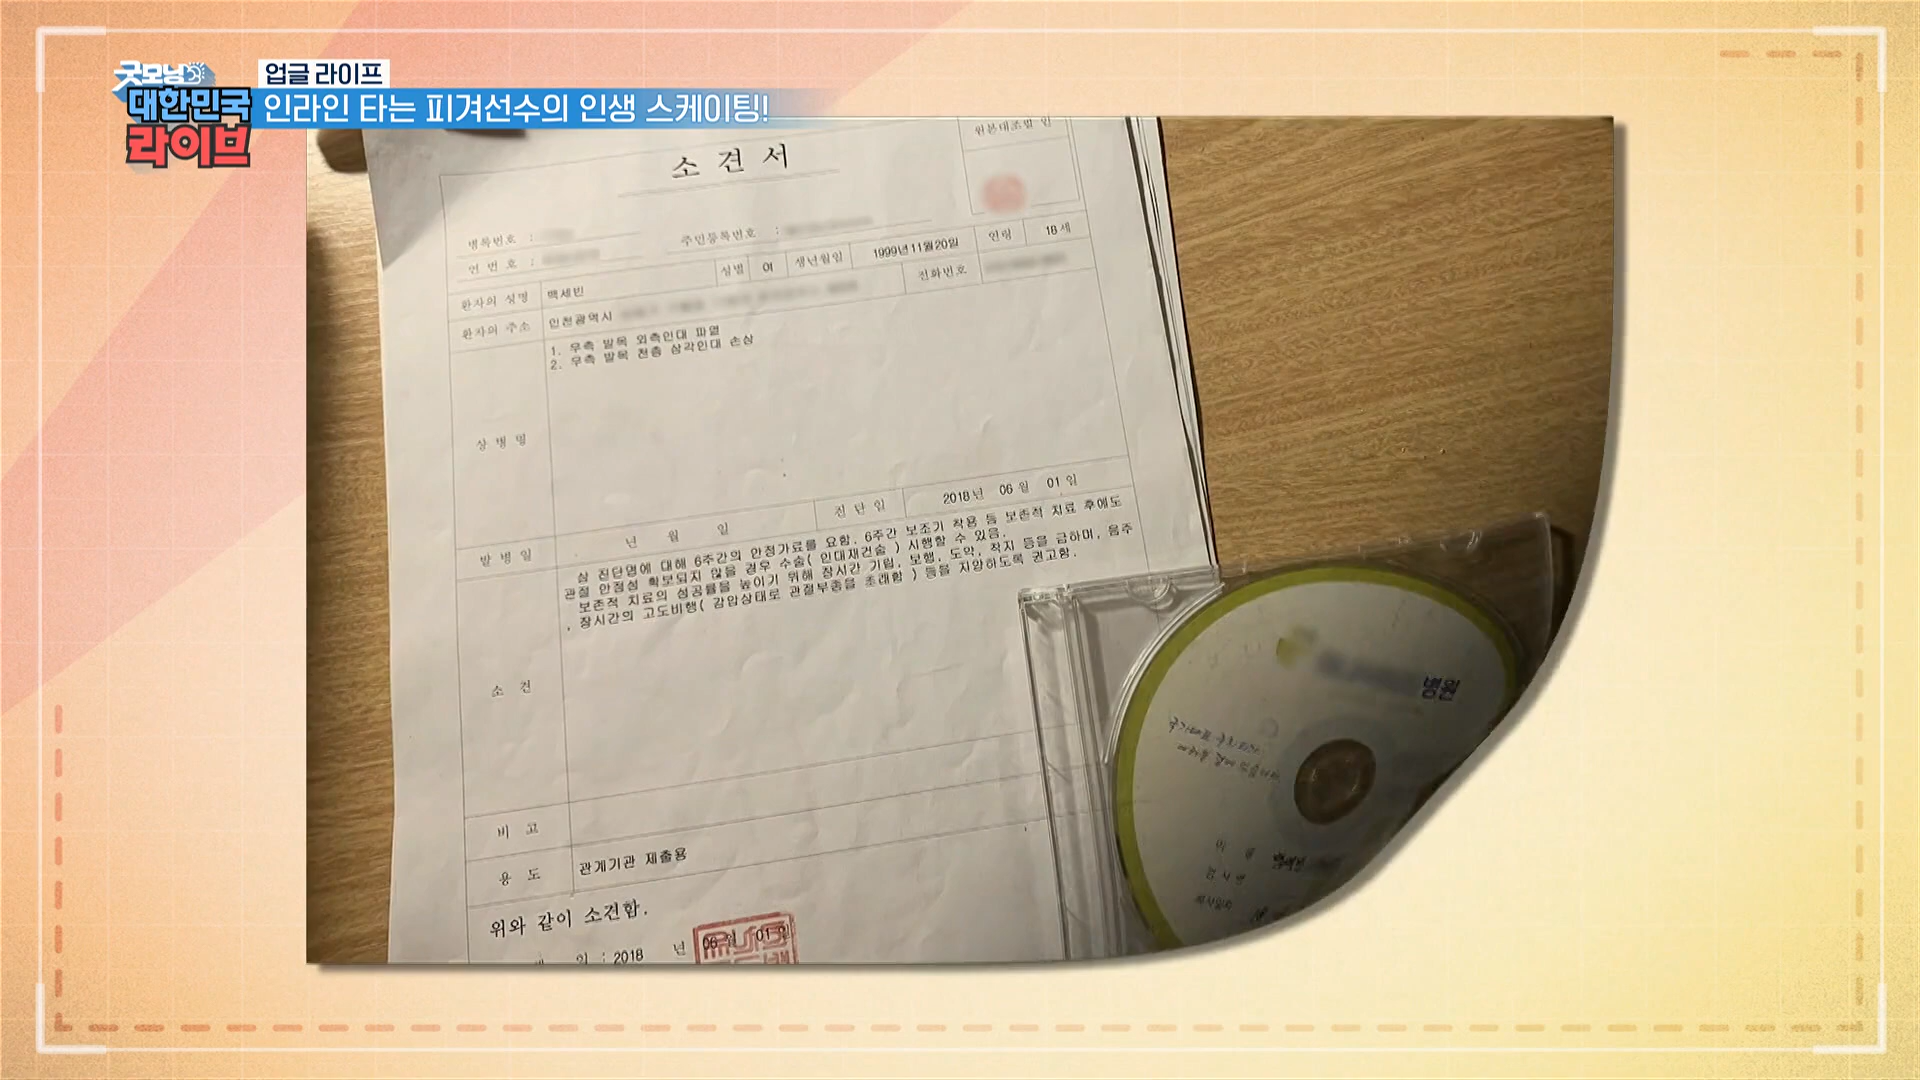 굿모닝
대한민국
라이브
업글 라이프
인라인 타는 피겨선수의 인생 스케이팅!
소 견 서
원본대조필 인
병록번호 :
주민등록번호 :
연 번 호 :
환자의 성명 백세빈 성별 여 생년월일 1999년11월20일 연령 18 세
환자의 주소 인천광역시 전화번호
상 병 명
1. 우측 발목 외측인대 파열
2. 우측 발목 전층 삼각인대 손상
발 병 일 년 월 일 진 단 일 2018년 06 월 01 일
소 견
상 진단명에 대해 6주간의 안정가료를 요함. 6주간 보조기 착용 등 보존적 치료 후에도
관절 안정성 확보되지 않을 경우 수술( 인대재건술 ) 시행할 수 있음.
보존적 치료의 성공률을 높이기 위해 장시간 기립, 보행, 도약, 착지 등을 금하며, 음주
, 장시간의 고도비행( 감압상태로 관절부종을 초래함 ) 등을 지양하도록 권고함.
비 고
용 도 관계기관 제출용
위와 같이 소견함.
일 : 2018 년 06 월 01 일
병원